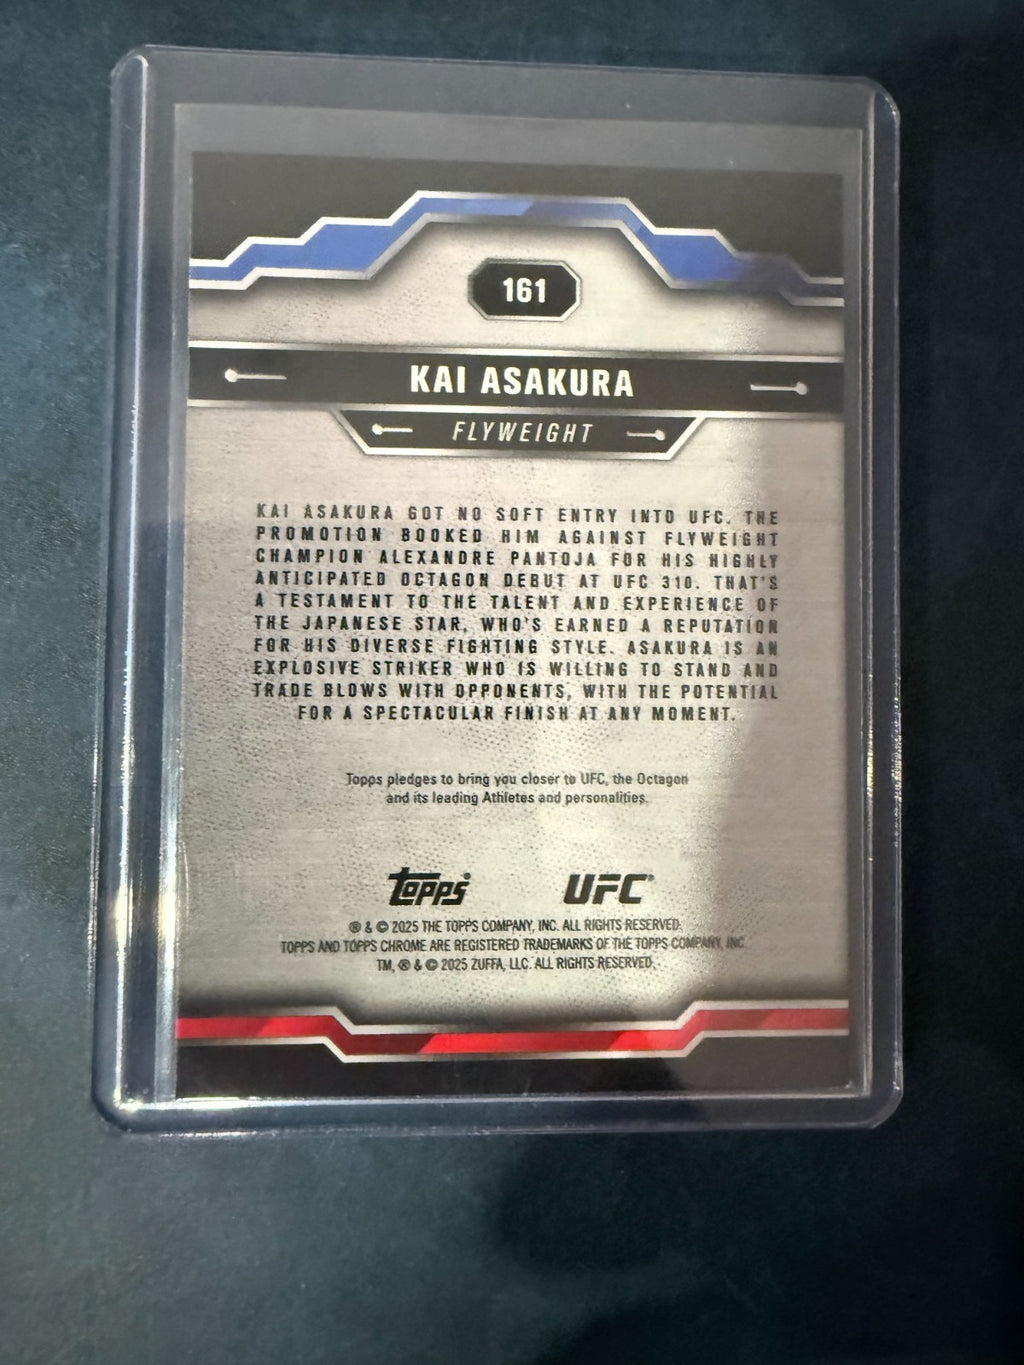 161
KAI ASAKURA
FLYWEIGHT
KAI ASAKURA GOT NO SOFT ENTRY INTO UFC. THE
PROMOTION BOOKED HIM AGAINST FLYWEIGHT
CHAMPION ALEXANDRE PANTOJA FOR HIS HIGHLY
ANTICIPATED OCTAGON DEBUT AT UFC 310. THAT'S
A TESTAMENT TO THE TALENT AND EXPERIENCE OF
THE JAPANESE STAR, WHO'S EARNED A REPUTATION
FOR HIS DIVERSE FIGHTING STYLE. ASAKURA IS AN
EXPLOSIVE STRIKER WHO IS WILLING TO STAND AND
TRADE BLOWS WITH OPPONENTS, WITH THE POTENTIAL
FOR A SPECTACULAR FINISH AT ANY MOMENT.
Topps pledges to bring you closer to UFC, the Octagon
and its leading Athletes and personalities.
Topps® UFC®
® & © 2025 THE TOPPS COMPANY, INC. ALL RIGHTS RESERVED.
TOPPS AND TOPPS CHROME ARE REGISTERED TRADEMARKS OF THE TOPPS COMPANY, INC.
TM, ® & © 2025 ZUFFA, LLC. ALL RIGHTS RESERVED.